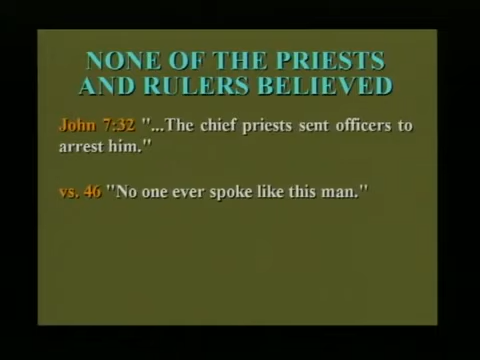 NONE OF THE PRIESTS
AND RULERS BELIEVED
John 7:32 "...The chief priests sent officers to
arrest him."
vs. 46 "No one ever spoke like this man."